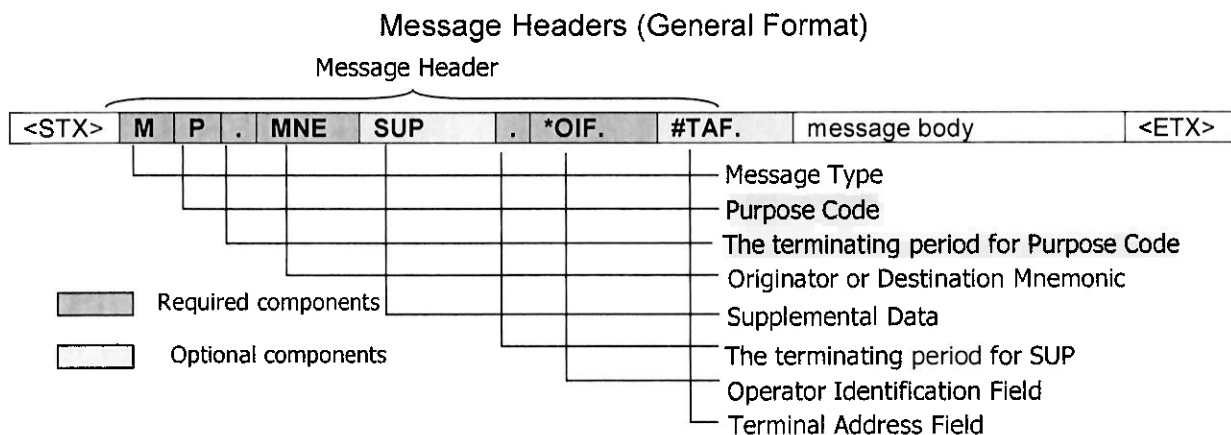 Message Headers (General Format)
Message Header
<STX> M P . MNE SUP . *OIF. #TAF. message body <ETX>
Message Type
Purpose Code
The terminating period for Purpose Code
Originator or Destination Mnemonic
Required components
Supplemental Data
Optional components
The terminating period for SUP
Operator Identification Field
Terminal Address Field